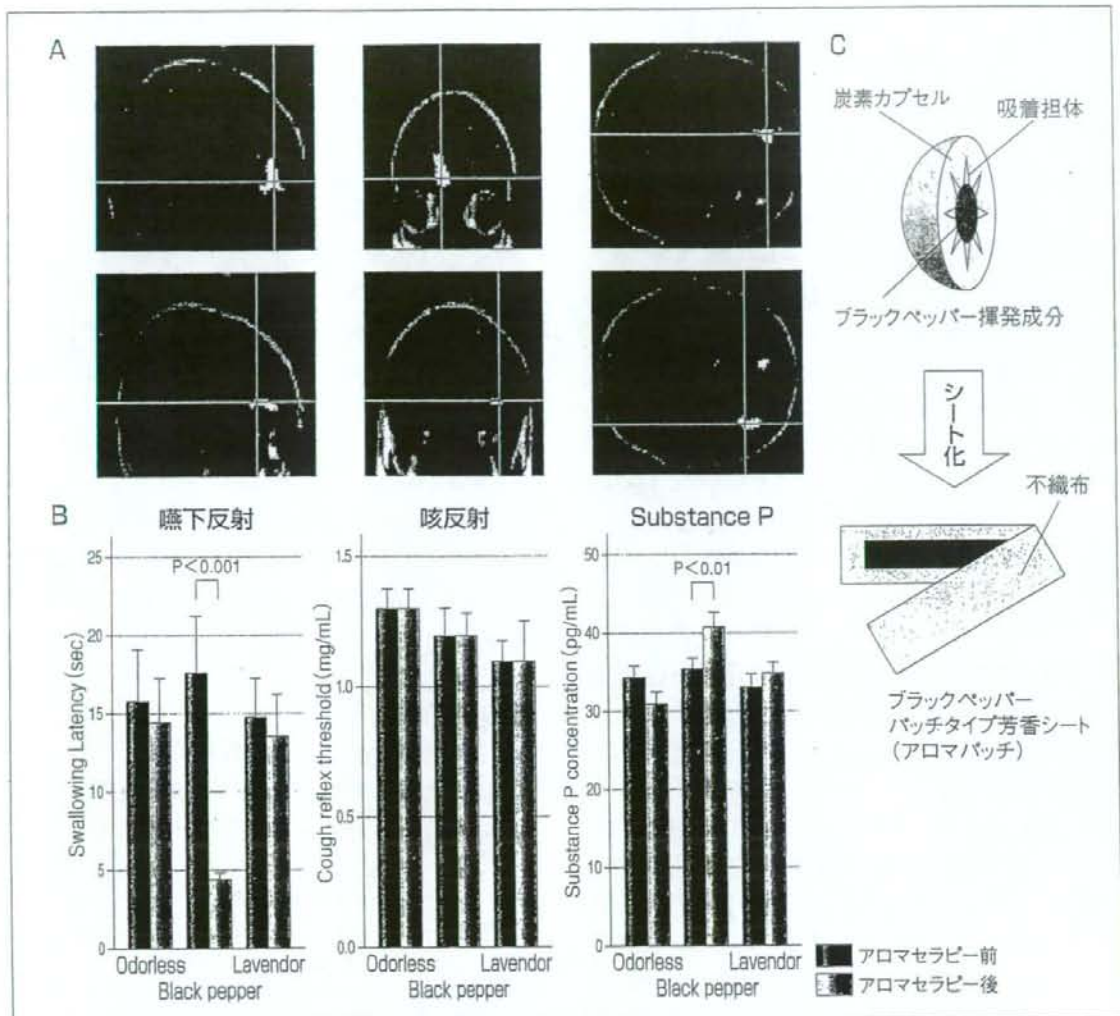 A
C
炭素カプセル
吸着担体
ブラックペッパー揮発成分
シート化
不織布
ブラックペッパー
パッチタイプ芳香シート
(アロマパッチ)
B
嚥下反射
Swallowing Latency (sec)
25
20
15
10
5
0
P<0.001
Odorless
Lavendor
Black pepper
咳反射
Cough reflex threshold (mg/mL)
1.5
1.0
0.5
0.0
Odorless
Lavendor
Black pepper
Substance P
Substance P concentration (pg/mL)
50
40
30
20
10
0
P<0.01
Odorless
Lavendor
Black pepper
アロマセラピー前
アロマセラピー後